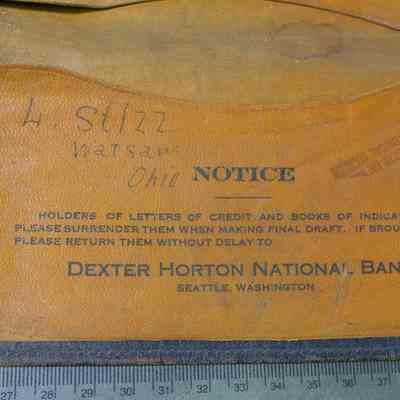 L. Stizz
Warsaw
Ohio
NOTICE
HOLDERS OF LETTERS OF CREDIT AND BOOKS OF INDICA
PLEASE SURRENDER THEM WHEN MAKING FINAL DRAFT. IF BROU
PLEASE RETURN THEM WITHOUT DELAY TO
DEXTER HORTON NATIONAL BAN
SEATTLE, WASHINGTON
27 28 29 30 31 32 33 34 35 36 37 38